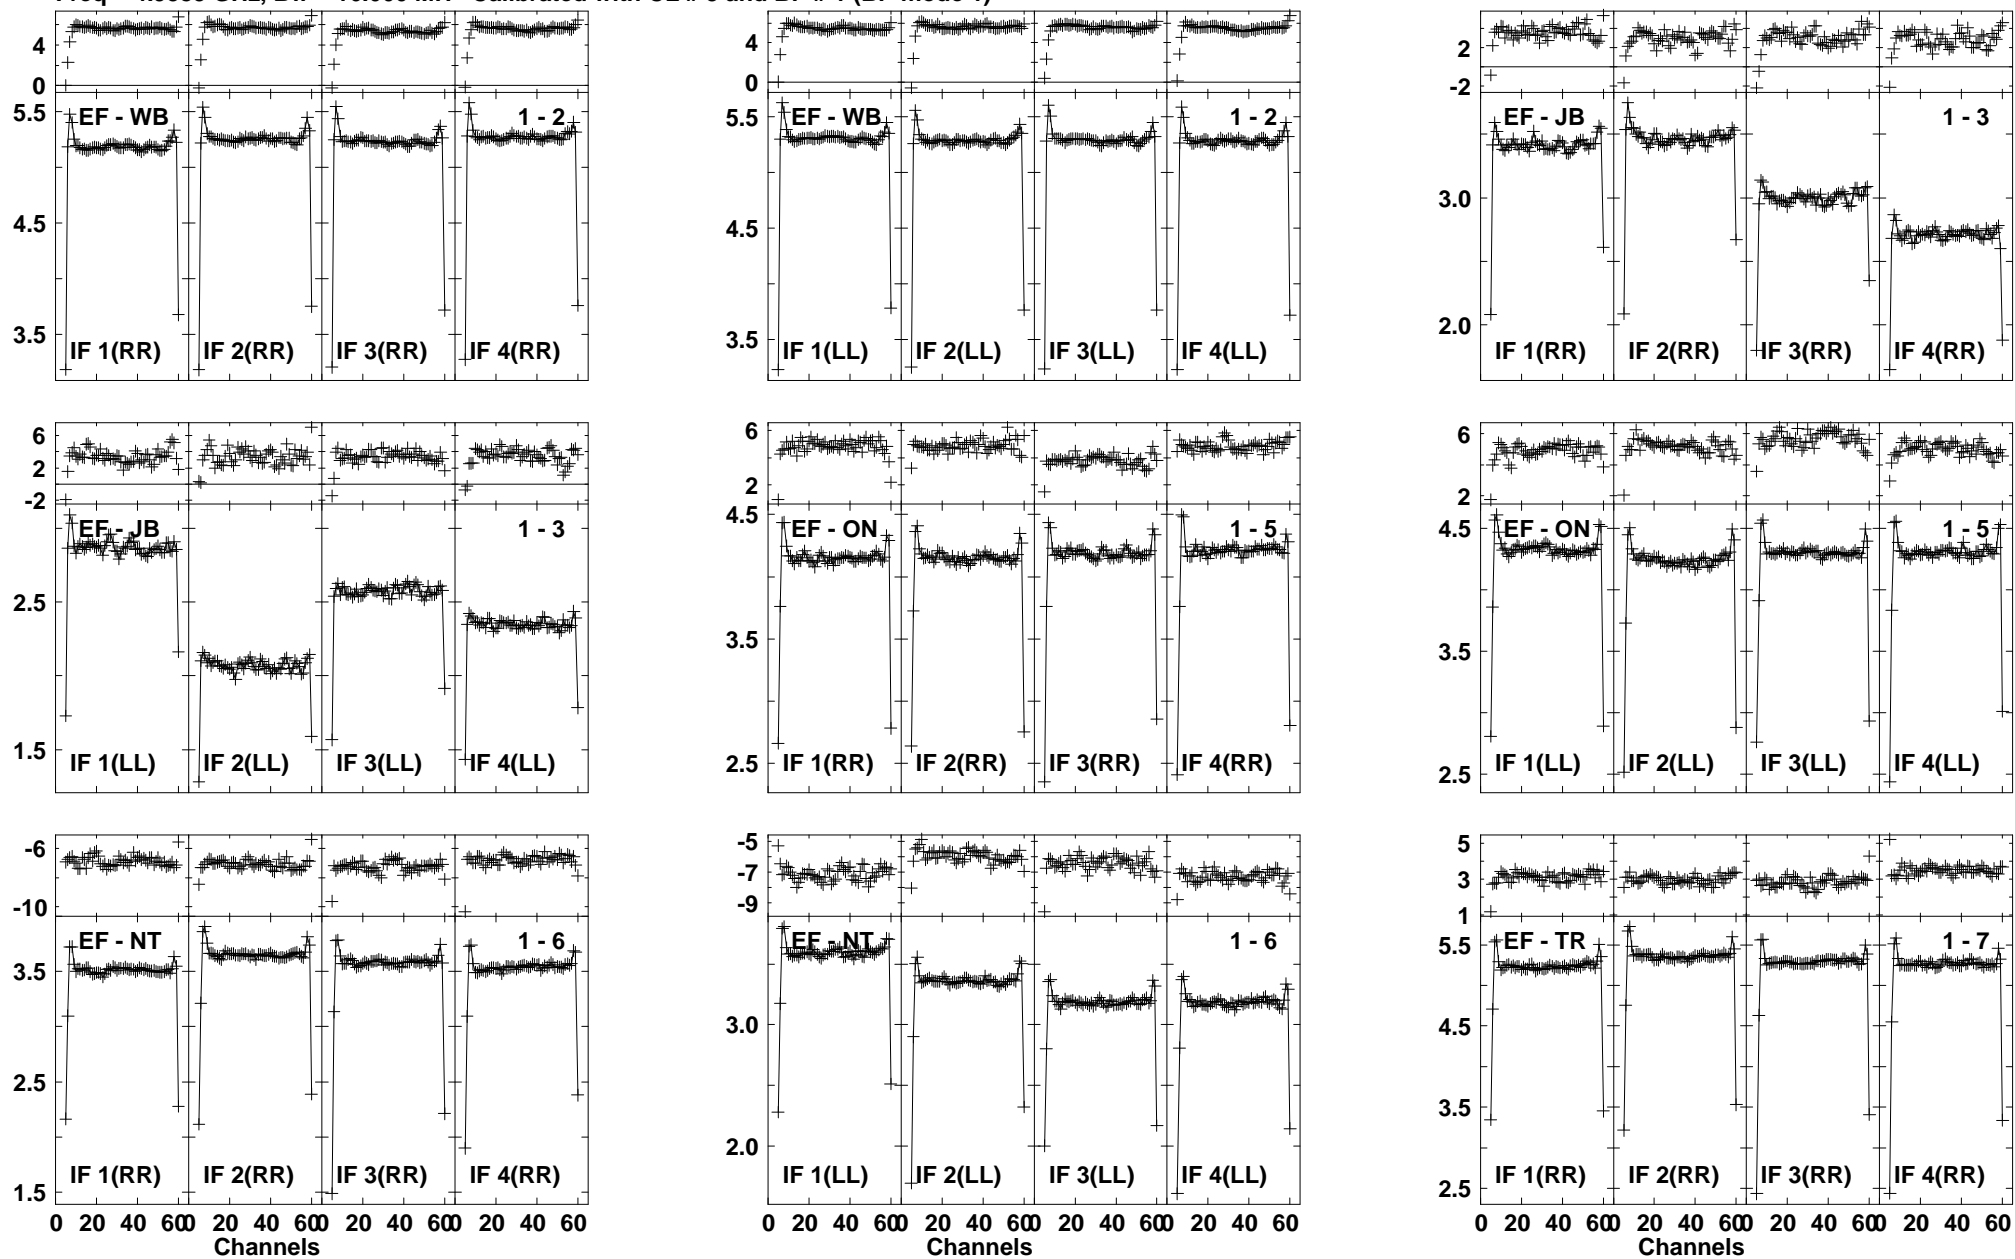 4
0
5.5
4.5
3.5
EF - WB
1 - 2
IF 1(RR)
IF 2(RR)
IF 3(RR)
IF 4(RR)
4
0
5.5
4.5
3.5
EF - WB
1 - 2
IF 1(LL)
IF 2(LL)
IF 3(LL)
IF 4(LL)
2
-2
3.0
2.0
EF - JB
1 - 3
IF 1(RR)
IF 2(RR)
IF 3(RR)
IF 4(RR)
6
2
-2
2.5
1.5
EF - JB
1 - 3
IF 1(LL)
IF 2(LL)
IF 3(LL)
IF 4(LL)
6
2
4.5
3.5
2.5
EF - ON
1 - 5
IF 1(RR)
IF 2(RR)
IF 3(RR)
IF 4(RR)
6
2
4.5
3.5
2.5
EF - ON
1 - 5
IF 1(LL)
IF 2(LL)
IF 3(LL)
IF 4(LL)
-6
-10
3.5
2.5
1.5
EF - NT
1 - 6
IF 1(RR)
IF 2(RR)
IF 3(RR)
IF 4(RR)
0 20 40 60 0 20 40 60 0 20 40 60 0 20 40 60
Channels
-5
-7
-9
3.0
2.0
EF - NT
1 - 6
IF 1(LL)
IF 2(LL)
IF 3(LL)
IF 4(LL)
0 20 40 60 0 20 40 60 0 20 40 60 0 20 40 60
Channels
5
3
1
5.5
4.5
3.5
2.5
EF - TR
1 - 7
IF 1(RR)
IF 2(RR)
IF 3(RR)
IF 4(RR)
0 20 40 60 0 20 40 60 0 20 40 60 0 20 40 60
Channels